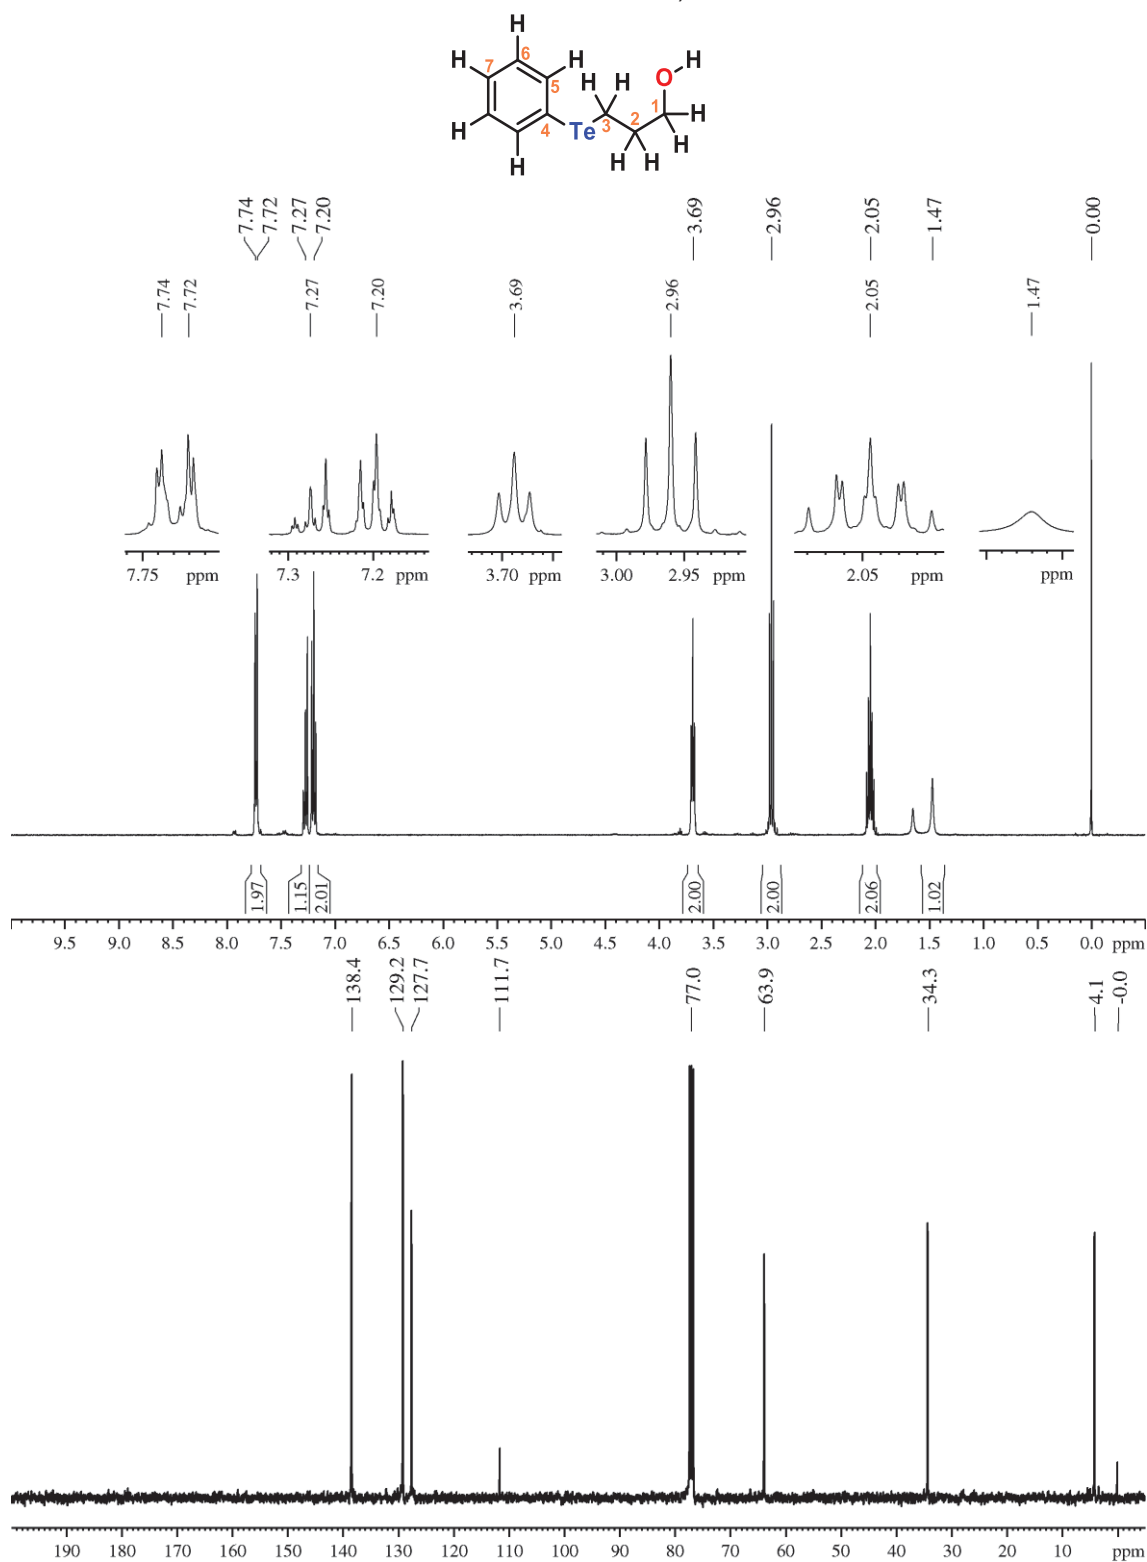 H
H 7 6 H
5
H H
O H
1 H
H
4 Te 3 2
H
H H H
7.74 7.72 7.27 7.20 3.69 2.96 2.05 1.47 0.00
7.74 7.72 7.27 7.20 3.69 2.96 2.05 1.47
7.75 ppm 7.3 7.2 ppm 3.70 ppm 3.00 2.95 ppm 2.05 ppm ppm
1.97 1.15 2.01 2.00 2.00 2.06 1.02
9.5 9.0 8.5 8.0 7.5 7.0 6.5 6.0 5.5 5.0 4.5 4.0 3.5 3.0 2.5 2.0 1.5 1.0 0.5 0.0 ppm
138.4 129.2 127.7 111.7 77.0 63.9 34.3 4.1 -0.0
190 180 170 160 150 140 130 120 110 100 90 80 70 60 50 40 30 20 10 ppm